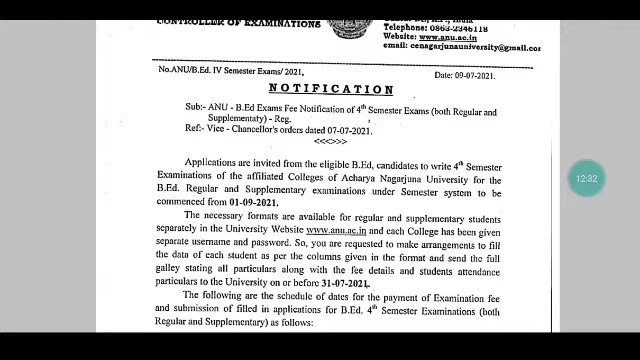 CONTROLLER OF EXAMINATIONS
Telephone: 0863-2346118
Website: www.anu.ac.in
email: cenagarjunauniversity@gmail.cor
No.ANU/B.Ed. IV Semester Exams/ 2021,
Date: 09-07-2021.
NOTIFICATION
Sub:- ANU - B.Ed Exams Fee Notification of 4th Semester Exams (both Regular and
Supplementaty) - Reg.
Ref:- Vice - Chancellor's orders dated 07-07-2021.
<<<>>>
Applications are invited from the eligible B.Ed, candidates to write 4th Semester
Examinations of the affiliated Colleges of Acharya Nagarjuna University for the
B.Ed. Regular and Supplementary examinations under Semester system to be
commenced from 01-09-2021.
The necessary formats are available for regular and supplementary students
separately in the University Website www.anu.ac.in and each College has been given
separate username and password. So, you are requested to make arrangements to fill
the data of each student as per the columns given in the format and send the full
galley stating all particulars along with the fee details and students attendance
particulars to the University on or before 31-07-2021.
The following are the schedule of dates for the payment of Examination fee
and submission of filled in applications for B.Ed. 4th Semester Examinations (both
Regular and Supplementary) as follows:
12:32